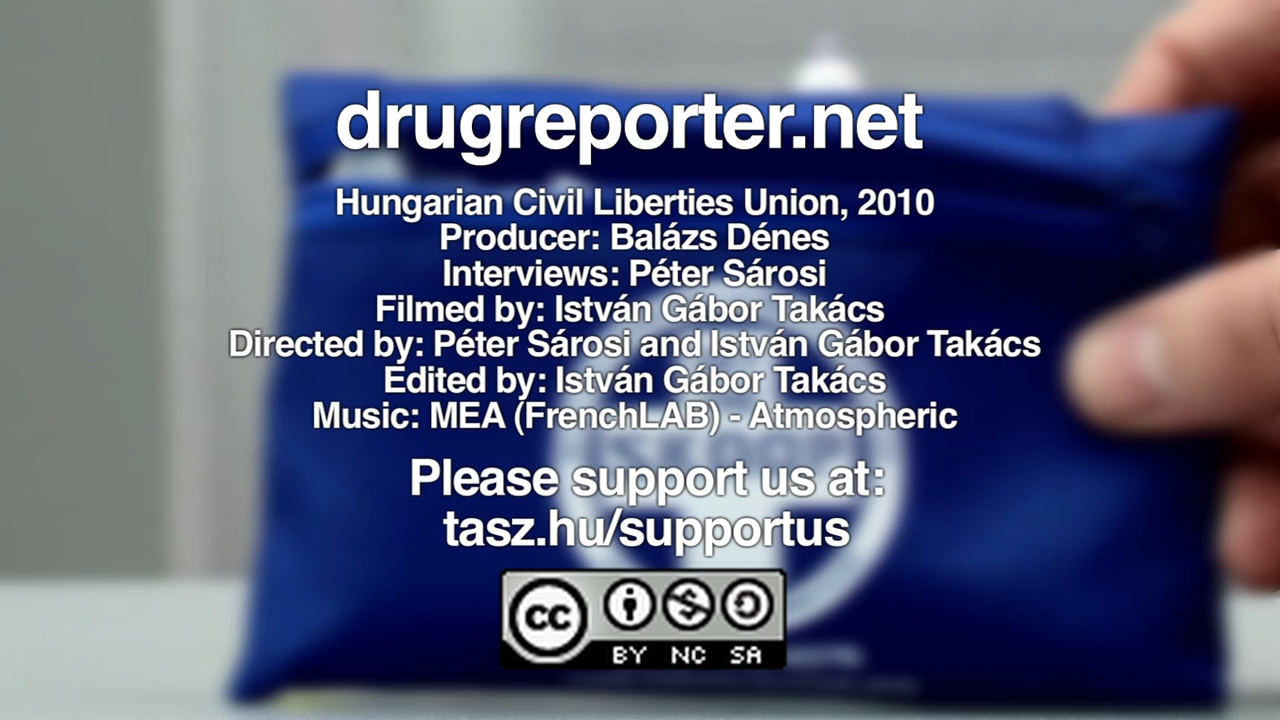 drugreporter.net
Hungarian Civil Liberties Union, 2010
Producer: Balázs Dénes
Interviews: Péter Sárosi
Filmed by: István Gábor Takács
Directed by: Péter Sárosi and István Gábor Takács
Edited by: István Gábor Takács
Music: MEA (FrenchLAB) - Atmospheric
Please support us at:
tasz.hu/supportus
cc
BY NC SA